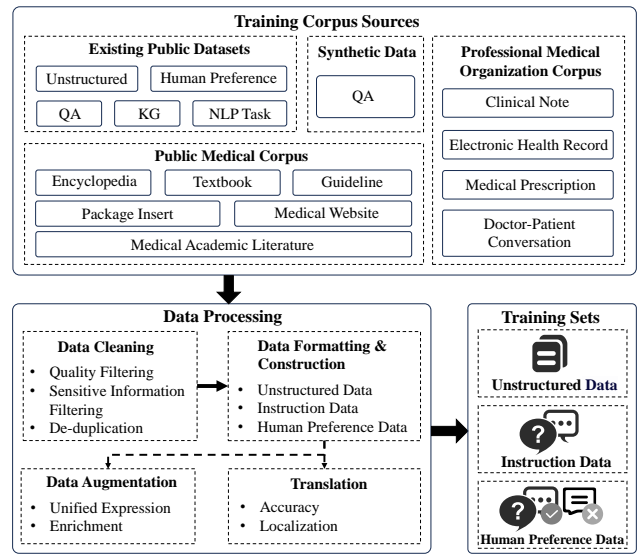 Training Corpus Sources
Existing Public Datasets
Unstructured
Human Preference
QA
KG
NLP Task
Synthetic Data
QA
Professional Medical
Organization Corpus
Clinical Note
Electronic Health Record
Medical Prescription
Doctor-Patient
Conversation
Public Medical Corpus
Encyclopedia
Textbook
Guideline
Package Insert
Medical Website
Medical Academic Literature
Data Processing
Data Cleaning
• Quality Filtering
• Sensitive Information
Filtering
• De-duplication
Data Formatting &
Construction
• Unstructured Data
• Instruction Data
• Human Preference Data
Data Augmentation
• Unified Expression
• Enrichment
Translation
• Accuracy
• Localization
Training Sets
Unstructured Data
?
Instruction Data
?
Human Preference Data